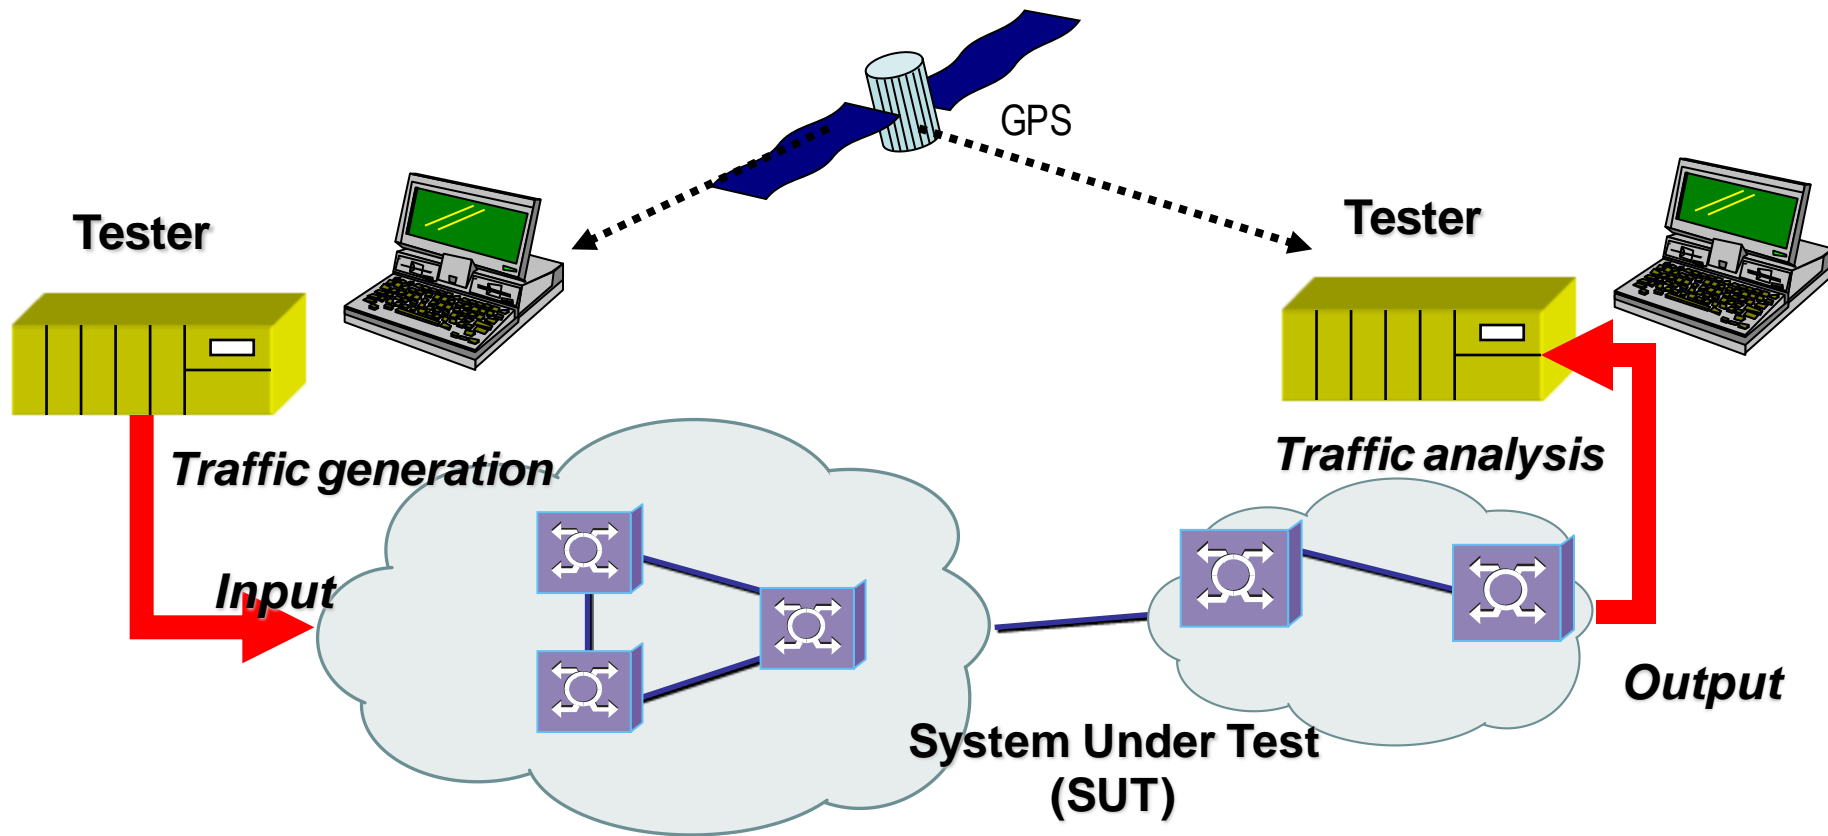 GPS
Tester
Tester
Traffic generation
Traffic analysis
Input
Output
System Under Test
(SUT)